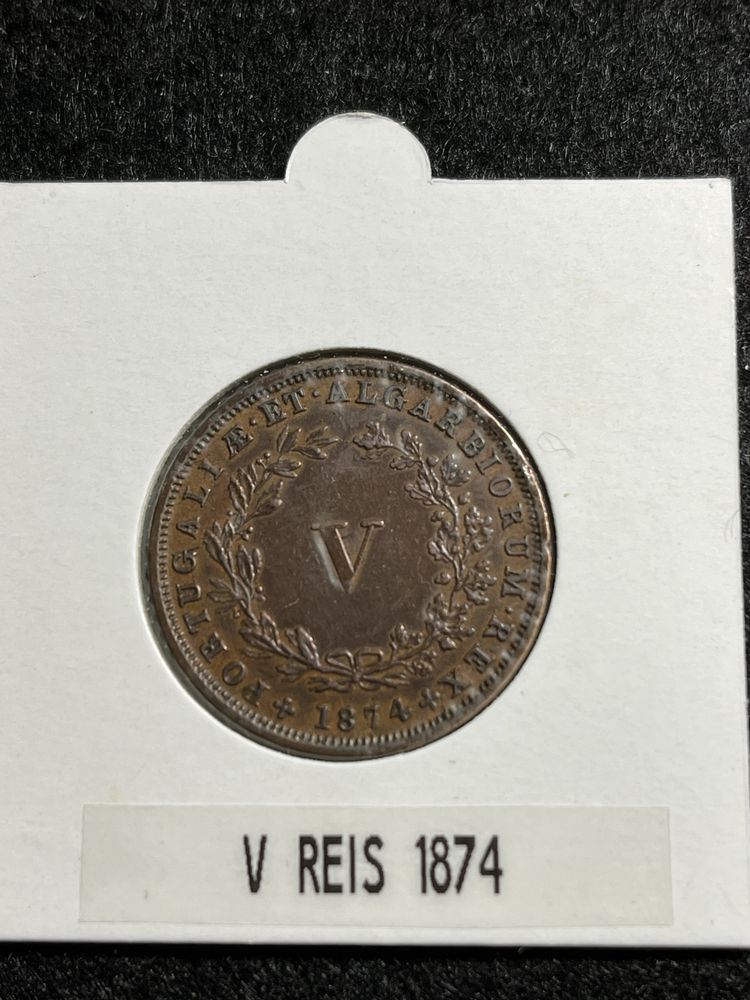 PORTUGALIÆ·ET·ALGARBIORUM·REX
V
1874
V REIS 1874